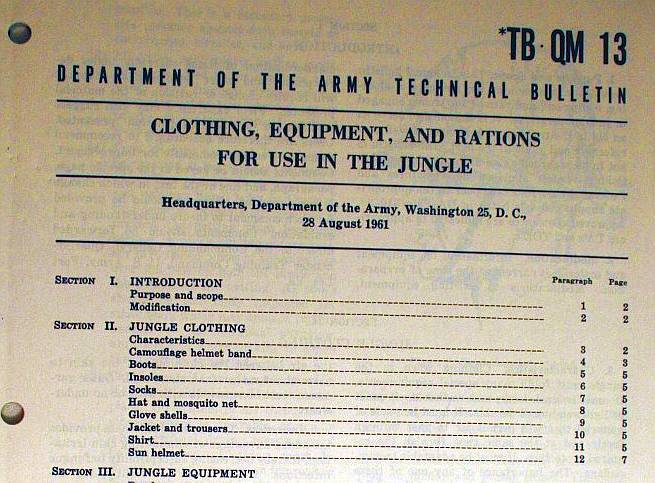 *TB·QM 13
DEPARTMENT OF THE ARMY TECHNICAL BULLETIN
CLOTHING, EQUIPMENT, AND RATIONS
FOR USE IN THE JUNGLE
Headquarters, Department of the Army, Washington 25, D. C.,
28 August 1961
Paragraph Page
SECTION I. INTRODUCTION
Purpose and scope 1 2
Modification 2 2
SECTION II. JUNGLE CLOTHING
Characteristics 3 2
Camouflage helmet band 4 3
Boots 5 5
Insoles 6 5
Socks 7 5
Hat and mosquito net 8 5
Glove shells 9 5
Jacket and trousers 10 5
Shirt 11 5
Sun helmet 12 7
SECTION III. JUNGLE EQUIPMENT